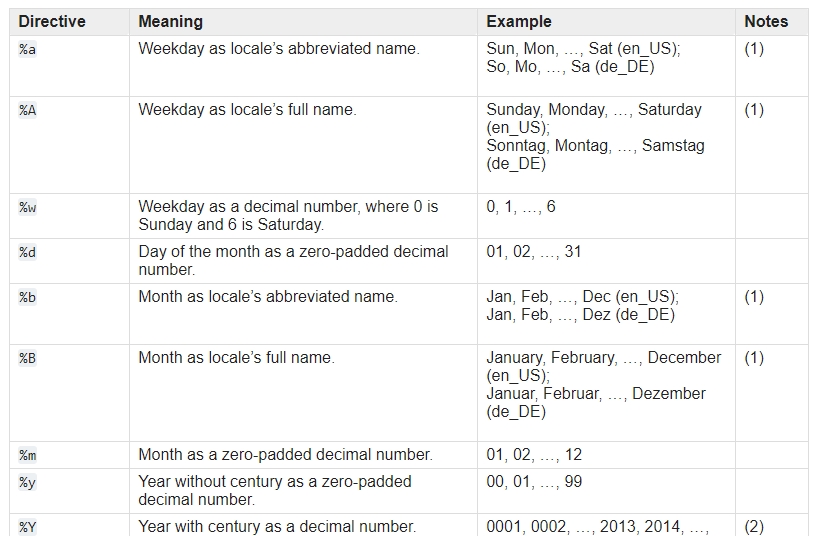 Directive Meaning Example Notes
%a Weekday as locale’s abbreviated name. Sun, Mon, …, Sat (en_US); (1)
So, Mo, …, Sa (de_DE)
%A Weekday as locale’s full name. Sunday, Monday, …, Saturday (1)
(en_US);
Sonntag, Montag, …, Samstag
(de_DE)
%w Weekday as a decimal number, where 0 is 0, 1, …, 6
Sunday and 6 is Saturday.
%d Day of the month as a zero-padded decimal 01, 02, …, 31
number.
%b Month as locale’s abbreviated name. Jan, Feb, …, Dec (en_US); (1)
Jan, Feb, …, Dez (de_DE)
%B Month as locale’s full name. January, February, …, December (1)
(en_US);
Januar, Februar, …, Dezember
(de_DE)
%m Month as a zero-padded decimal number. 01, 02, …, 12
%y Year without century as a zero-padded 00, 01, …, 99
decimal number.
%Y Year with century as a decimal number. 0001, 0002, …, 2013, 2014, …, (2)